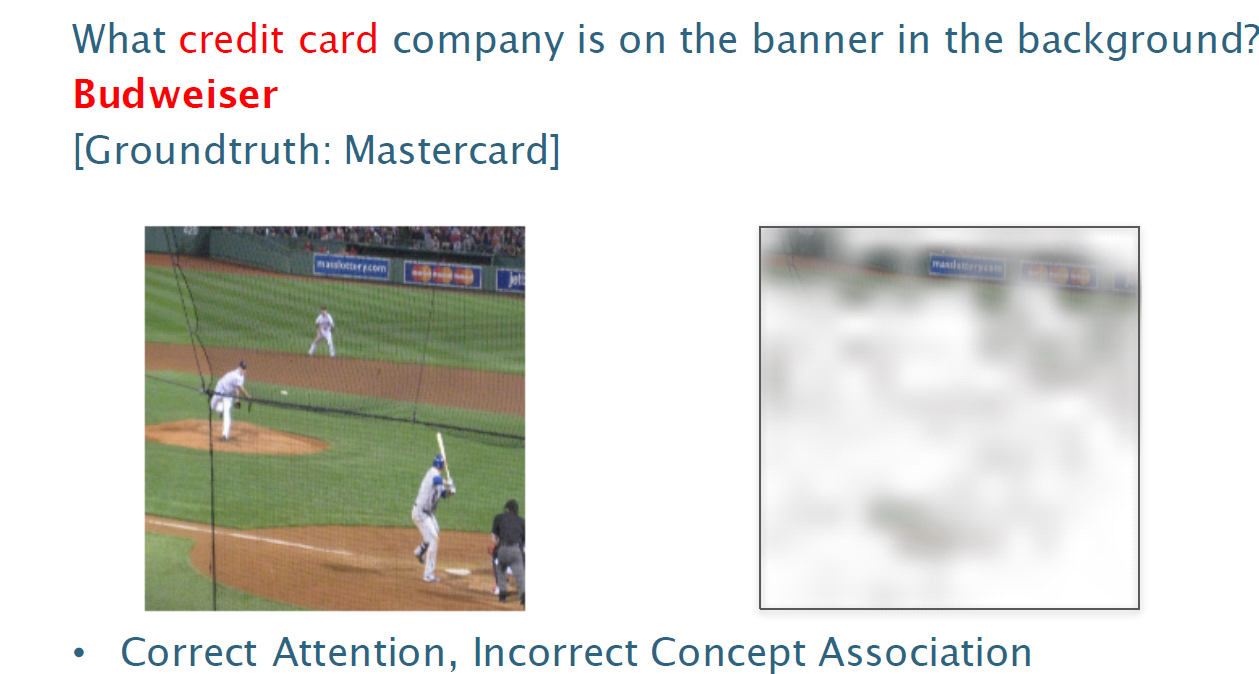 What credit card company is on the banner in the background?
Budweiser
[Groundtruth: Mastercard]
masslottery.com
masslottery.com
• Correct Attention, Incorrect Concept Association